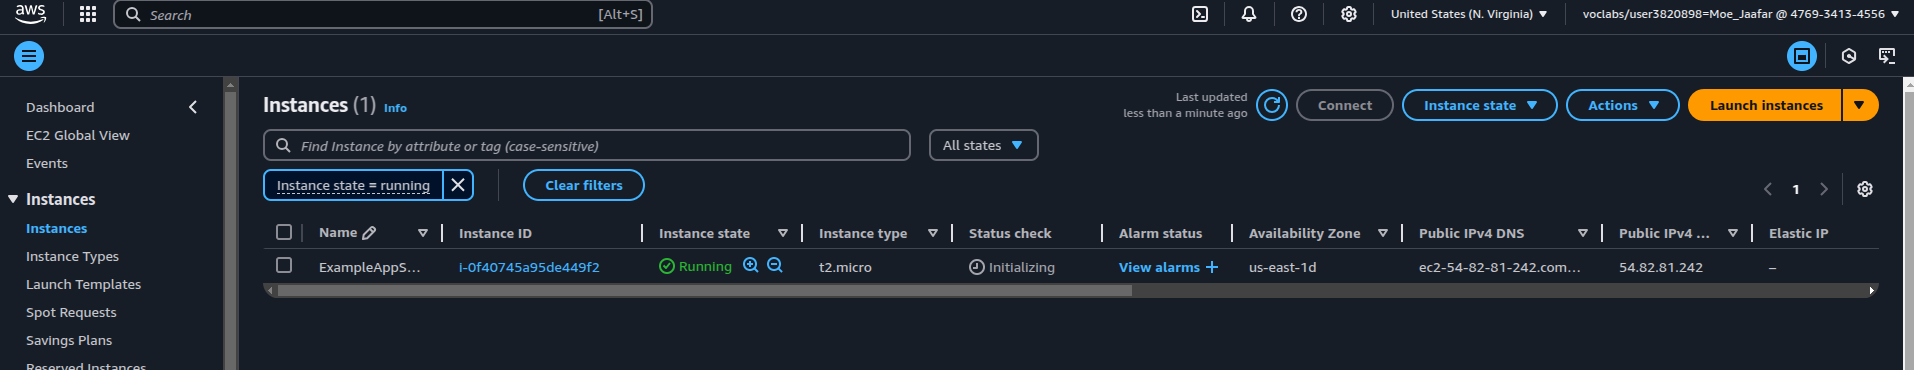 aws
Search [Alt+S]
United States (N. Virginia)
voclabs/user3820898=Moe_Jaafar @ 4769-3413-4556
Dashboard
EC2 Global View
Events
Instances
Instances
Instance Types
Launch Templates
Spot Requests
Savings Plans
Reserved Instances
Instances (1) Info
Last updated
less than a minute ago
Connect
Instance state
Actions
Launch instances
Find Instance by attribute or tag (case-sensitive)
All states
Instance state = running
Clear filters
1
Name Instance ID Instance state Instance type Status check Alarm status Availability Zone Public IPv4 DNS Public IPv4 ... Elastic IP
ExampleAppS... i-0f40745a95de449f2 Running t2.micro Initializing View alarms + us-east-1d ec2-54-82-81-242.com... 54.82.81.242 –